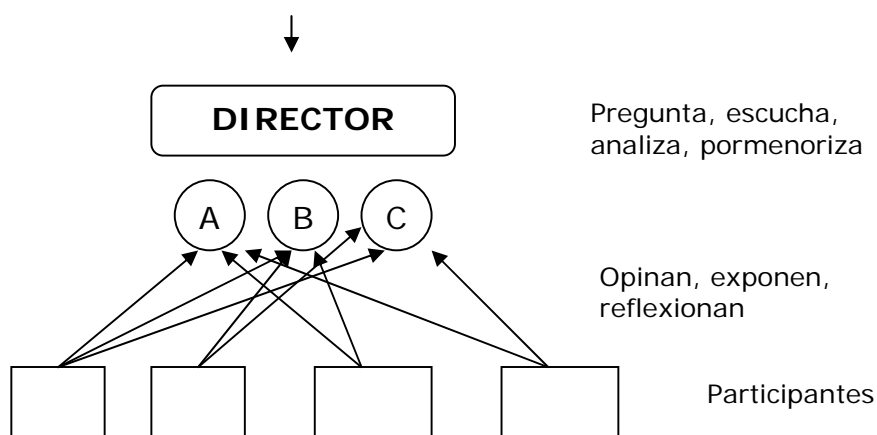 DIRECTOR
Pregunta, escucha,
analiza, pormenoriza
A B C
Opinan, exponen,
reflexionan
Participantes